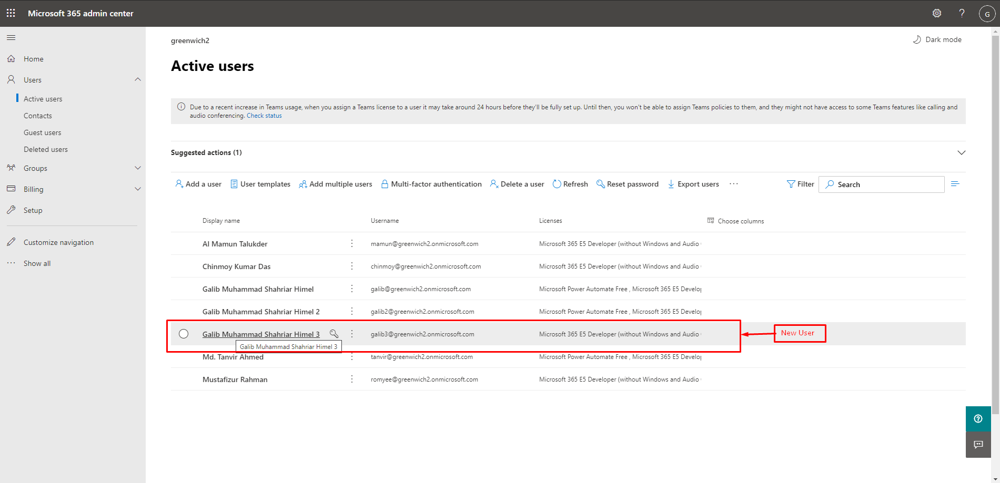 Microsoft 365 admin center
?
G
greenwich2
Dark mode
Home
Users
Active users
Contacts
Guest users
Deleted users
Groups
Billing
Setup
Customize navigation
Show all
Active users
Due to a recent increase in Teams usage, when you assign a Teams license to a user it may take around 24 hours before they'll be fully set up. Until then, you won't be able to assign Teams policies to them, and they might not have access to some Teams features like calling and
audio conferencing. Check status
Suggested actions (1)
Add a user User templates Add multiple users Multi-factor authentication Delete a user Refresh Reset password Export users ... Filter Search
Display name Username Licenses Choose columns
Al Mamun Talukder mamun@greenwich2.onmicrosoft.com Microsoft 365 E5 Developer (without Windows and Audio
Chinmoy Kumar Das chinmoy@greenwich2.onmicrosoft.com Microsoft 365 E5 Developer (without Windows and Audio
Galib Muhammad Shahriar Himel galib@greenwich2.onmicrosoft.com Microsoft Power Automate Free , Microsoft 365 E5 Develop
Galib Muhammad Shahriar Himel 2 galib2@greenwich2.onmicrosoft.com Microsoft Power Automate Free , Microsoft 365 E5 Develop
Galib Muhammad Shahriar Himel 3 galib3@greenwich2.onmicrosoft.com Microsoft 365 E5 Developer (without Windows and Audio New User
Galib Muhammad Shahriar Himel 3
Md. Tanvir Ahmed tanvir@greenwich2.onmicrosoft.com Microsoft Power Automate Free , Microsoft 365 E5 Develop
Mustafizur Rahman romyee@greenwich2.onmicrosoft.com Microsoft 365 E5 Developer (without Windows and Audio